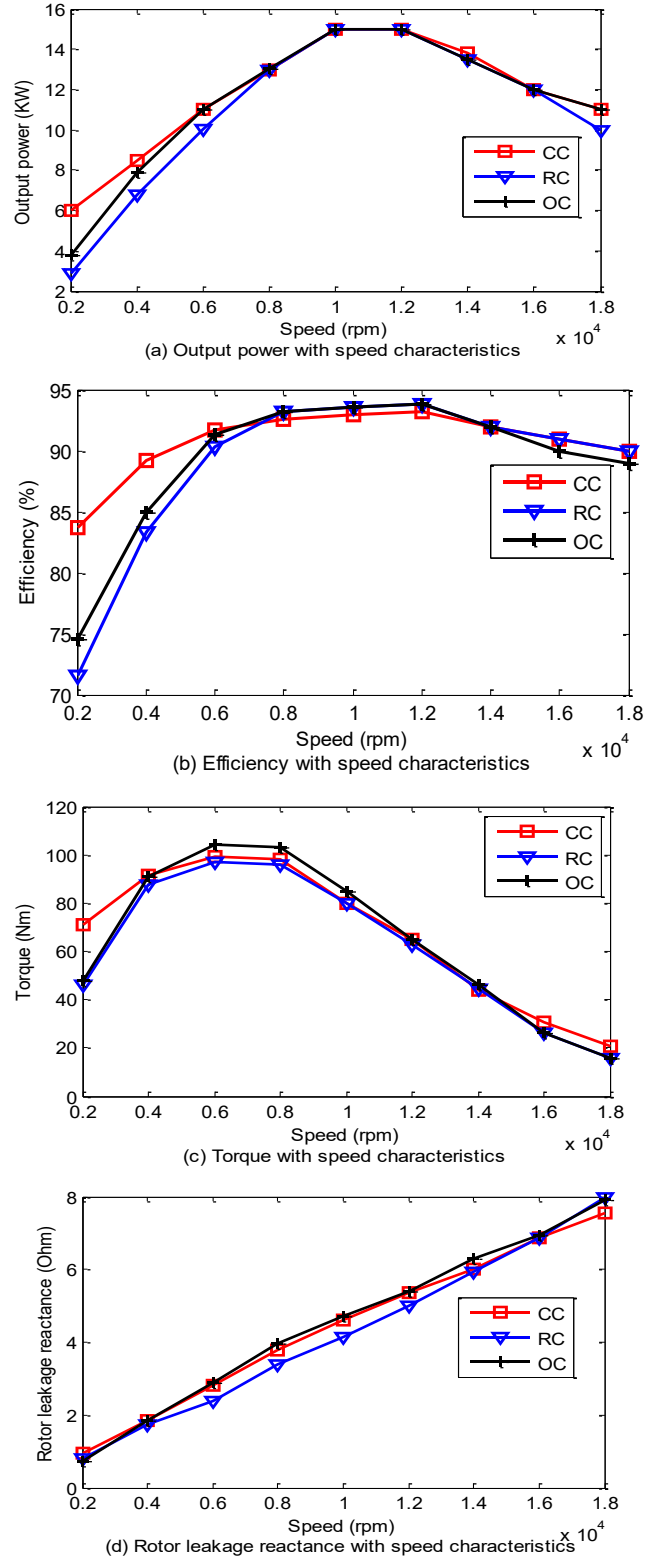 16
14
12
10
8
6
4
2
Output power (KW)
CC
RC
OC
0.2 0.4 0.6 0.8 1 1.2 1.4 1.6 1.8
Speed (rpm)
x 10^4
(a) Output power with speed characteristics
95
90
85
80
75
70
Efficiency (%)
CC
RC
OC
0.2 0.4 0.6 0.8 1 1.2 1.4 1.6 1.8
Speed (rpm)
x 10^4
(b) Efficiency with speed characteristics
120
100
80
60
40
20
0
Torque (Nm)
CC
RC
OC
0.2 0.4 0.6 0.8 1 1.2 1.4 1.6 1.8
Speed (rpm)
x 10^4
(c) Torque with speed characteristics
8
6
4
2
0
Rotor leakage reactance (Ohm)
CC
RC
OC
0.2 0.4 0.6 0.8 1 1.2 1.4 1.6 1.8
Speed (rpm)
x 10^4
(d) Rotor leakage reactance with speed characteristics